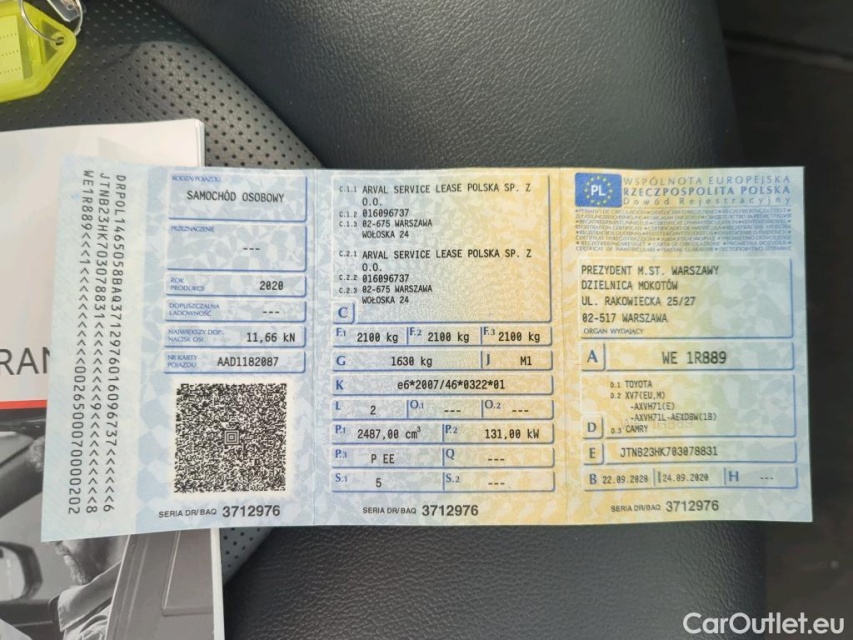 RAN
DRPOL1465058BAQ3712976016096737<<<<<<6
JTNB23HK703078831<<<<<<<<
WE1R889<<1
RODZAJ POJAZDU
SAMOCHÓD OSOBOWY
PRZEZNACZENIE
---
ROK PRODUKCJI 2020
DOPUSZCZALNA ŁADOWNOŚĆ ---
NAJWIĘKSZY DOP. NACISK OSI 11,66 kN
NR KARTY POJAZDU AAD1182087
SERIA DR/BAQ 3712976
C.1.1 ARVAL SERVICE LEASE POLSKA SP. Z
O.O.
C.1.2 016096737
C.1.3 02-675 WARSZAWA
WOŁOSKA 24
C.2.1 ARVAL SERVICE LEASE POLSKA SP. Z
O.O.
C.2.2 016096737
C.2.3 02-675 WARSZAWA
WOŁOSKA 24
C
F.1 2100 kg F.2 2100 kg F.3 2100 kg
G 1630 kg J M1
K e6*2007/46*0322*01
L 2 O.1 --- O.2 ---
P.1 2487,00 cm³ P.2 131,00 kW
P.3 P EE Q ---
S.1 5 S.2 ---
SERIA DR/BAQ 3712976
PL
WSPÓLNOTA EUROPEJSKA
RZECZPOSPOLITA POLSKA
Dowód Rejestracyjny
PREZYDENT M.ST. WARSZAWY
DZIELNICA MOKOTÓW
UL. RAKOWIECKA 25/27
02-517 WARSZAWA
ORGAN WYDAJĄCY
A WE 1R889
D.1 TOYOTA
D.2 XV7(EU,M)
-AXVH71(E)
-AXVH71L-AEXDBW(1B)
D D.3 CAMRY
E JTNB23HK703078831
B 22.09.2020 I 24.09.2020 H ---
SERIA DR/BAQ 3712976
CarOutlet.eu